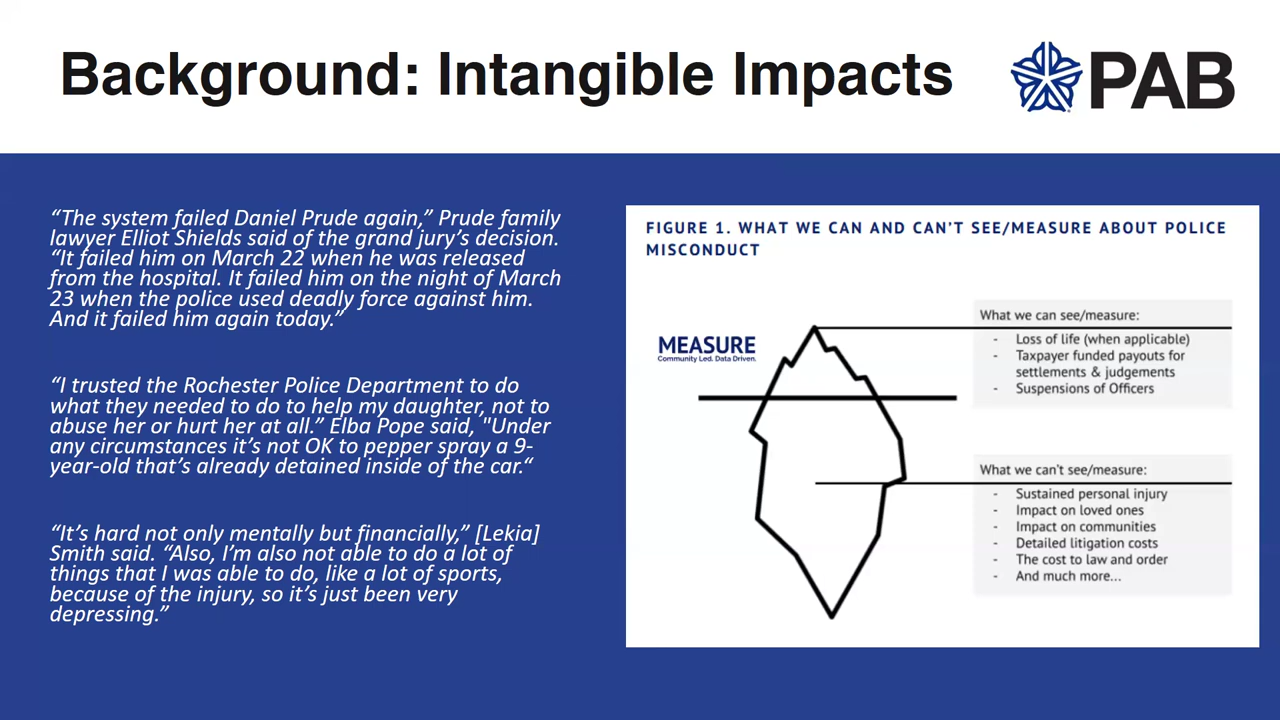 Background: Intangible Impacts
PAB
“The system failed Daniel Prude again,” Prude family
lawyer Elliot Shields said of the grand jury’s decision.
“It failed him on March 22 when he was released
from the hospital. It failed him on the night of March
23 when the police used deadly force against him.
And it failed him again today.”
“I trusted the Rochester Police Department to do
what they needed to do to help my daughter, not to
abuse her or hurt her at all.” Elba Pope said, "Under
any circumstances it’s not OK to pepper spray a 9-
year-old that’s already detained inside of the car.“
“It’s hard not only mentally but financially,” [Lekia]
Smith said. “Also, I’m also not able to do a lot of
things that I was able to do, like a lot of sports,
because of the injury, so it’s just been very
depressing.”
FIGURE 1. WHAT WE CAN AND CAN’T SEE/MEASURE ABOUT POLICE
MISCONDUCT
MEASURE
Community Led. Data Driven.
What we can see/measure:
- Loss of life (when applicable)
- Taxpayer funded payouts for
settlements & judgements
- Suspensions of Officers
What we can’t see/measure:
- Sustained personal injury
- Impact on loved ones
- Impact on communities
- Detailed litigation costs
- The cost to law and order
- And much more...